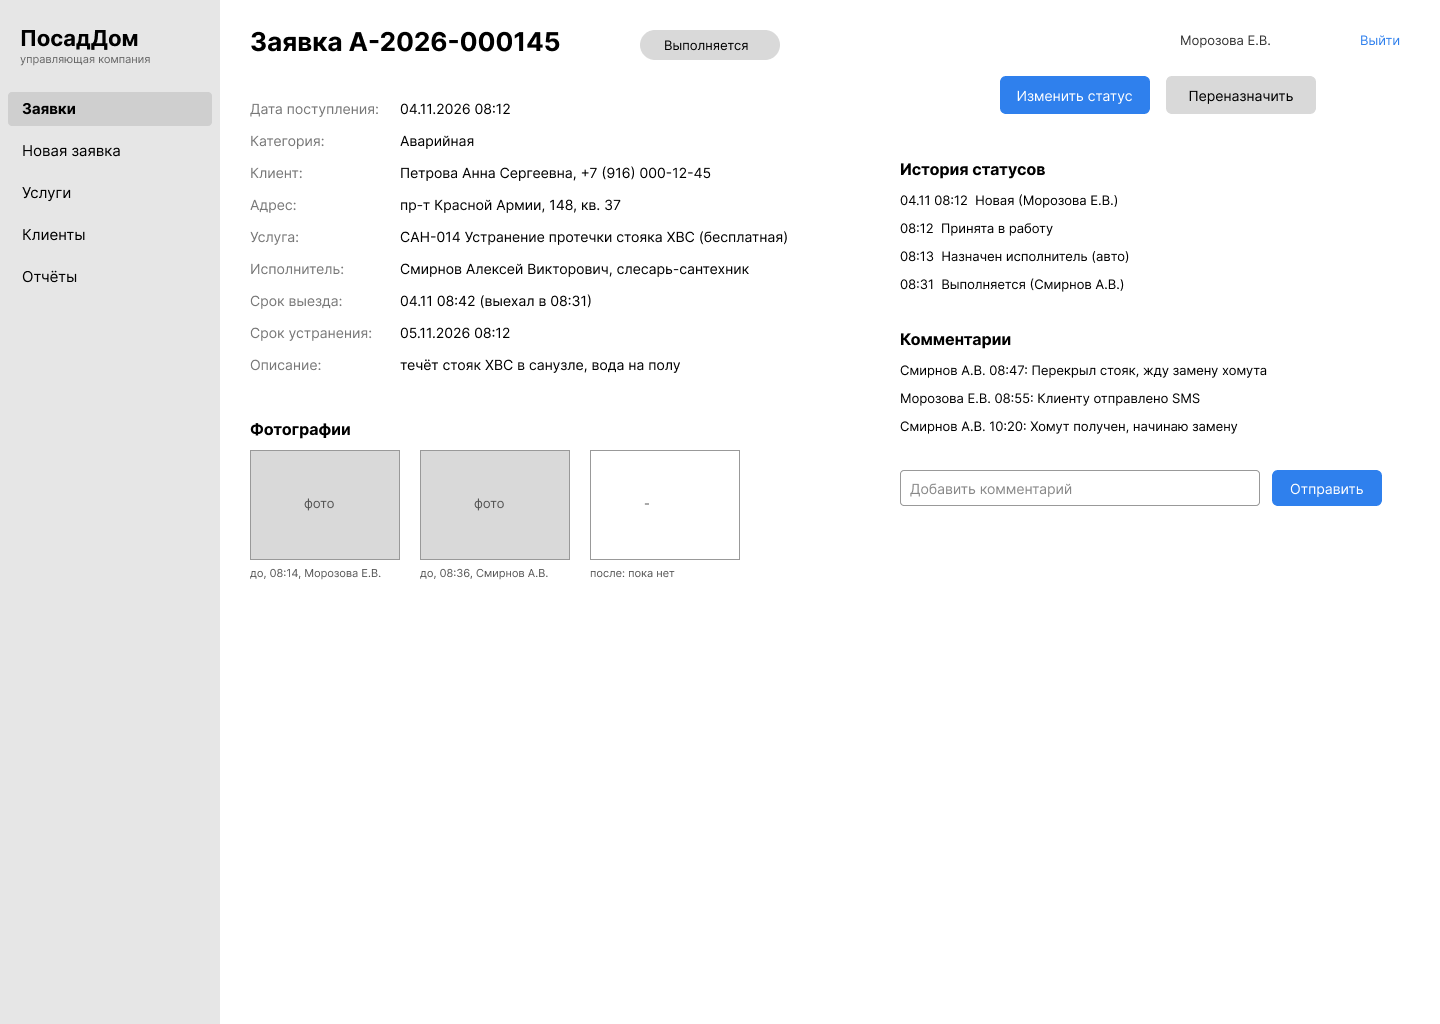 ПосадДом
управляющая компания
Заявки
Новая заявка
Услуги
Клиенты
Отчёты
Заявка А-2026-000145
Выполняется
Морозова Е.В.
Выйти
Изменить статус
Переназначить
Дата поступления: 04.11.2026 08:12
Категория: Аварийная
Клиент: Петрова Анна Сергеевна, +7 (916) 000-12-45
Адрес: пр-т Красной Армии, 148, кв. 37
Услуга: САН-014 Устранение протечки стояка ХВС (бесплатная)
Исполнитель: Смирнов Алексей Викторович, слесарь-сантехник
Срок выезда: 04.11 08:42 (выехал в 08:31)
Срок устранения: 05.11.2026 08:12
Описание: течёт стояк ХВС в санузле, вода на полу
Фотографии
фото
фото
-
до, 08:14, Морозова Е.В.
до, 08:36, Смирнов А.В.
после: пока нет
История статусов
04.11 08:12 Новая (Морозова Е.В.)
08:12 Принята в работу
08:13 Назначен исполнитель (авто)
08:31 Выполняется (Смирнов А.В.)
Комментарии
Смирнов А.В. 08:47: Перекрыл стояк, жду замену хомута
Морозова Е.В. 08:55: Клиенту отправлено SMS
Смирнов А.В. 10:20: Хомут получен, начинаю замену
Добавить комментарий
Отправить